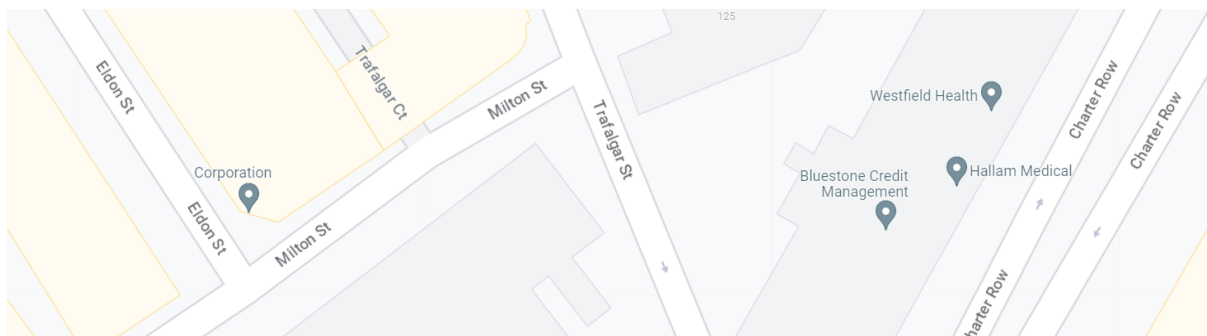 125
Eldon St
Trafalgar Ct
Milton St
Trafalgar St
Westfield Health
Charter Row
Charter Row
Corporation
Bluestone Credit
Management
Hallam Medical
Eldon St
Milton St
Charter Row